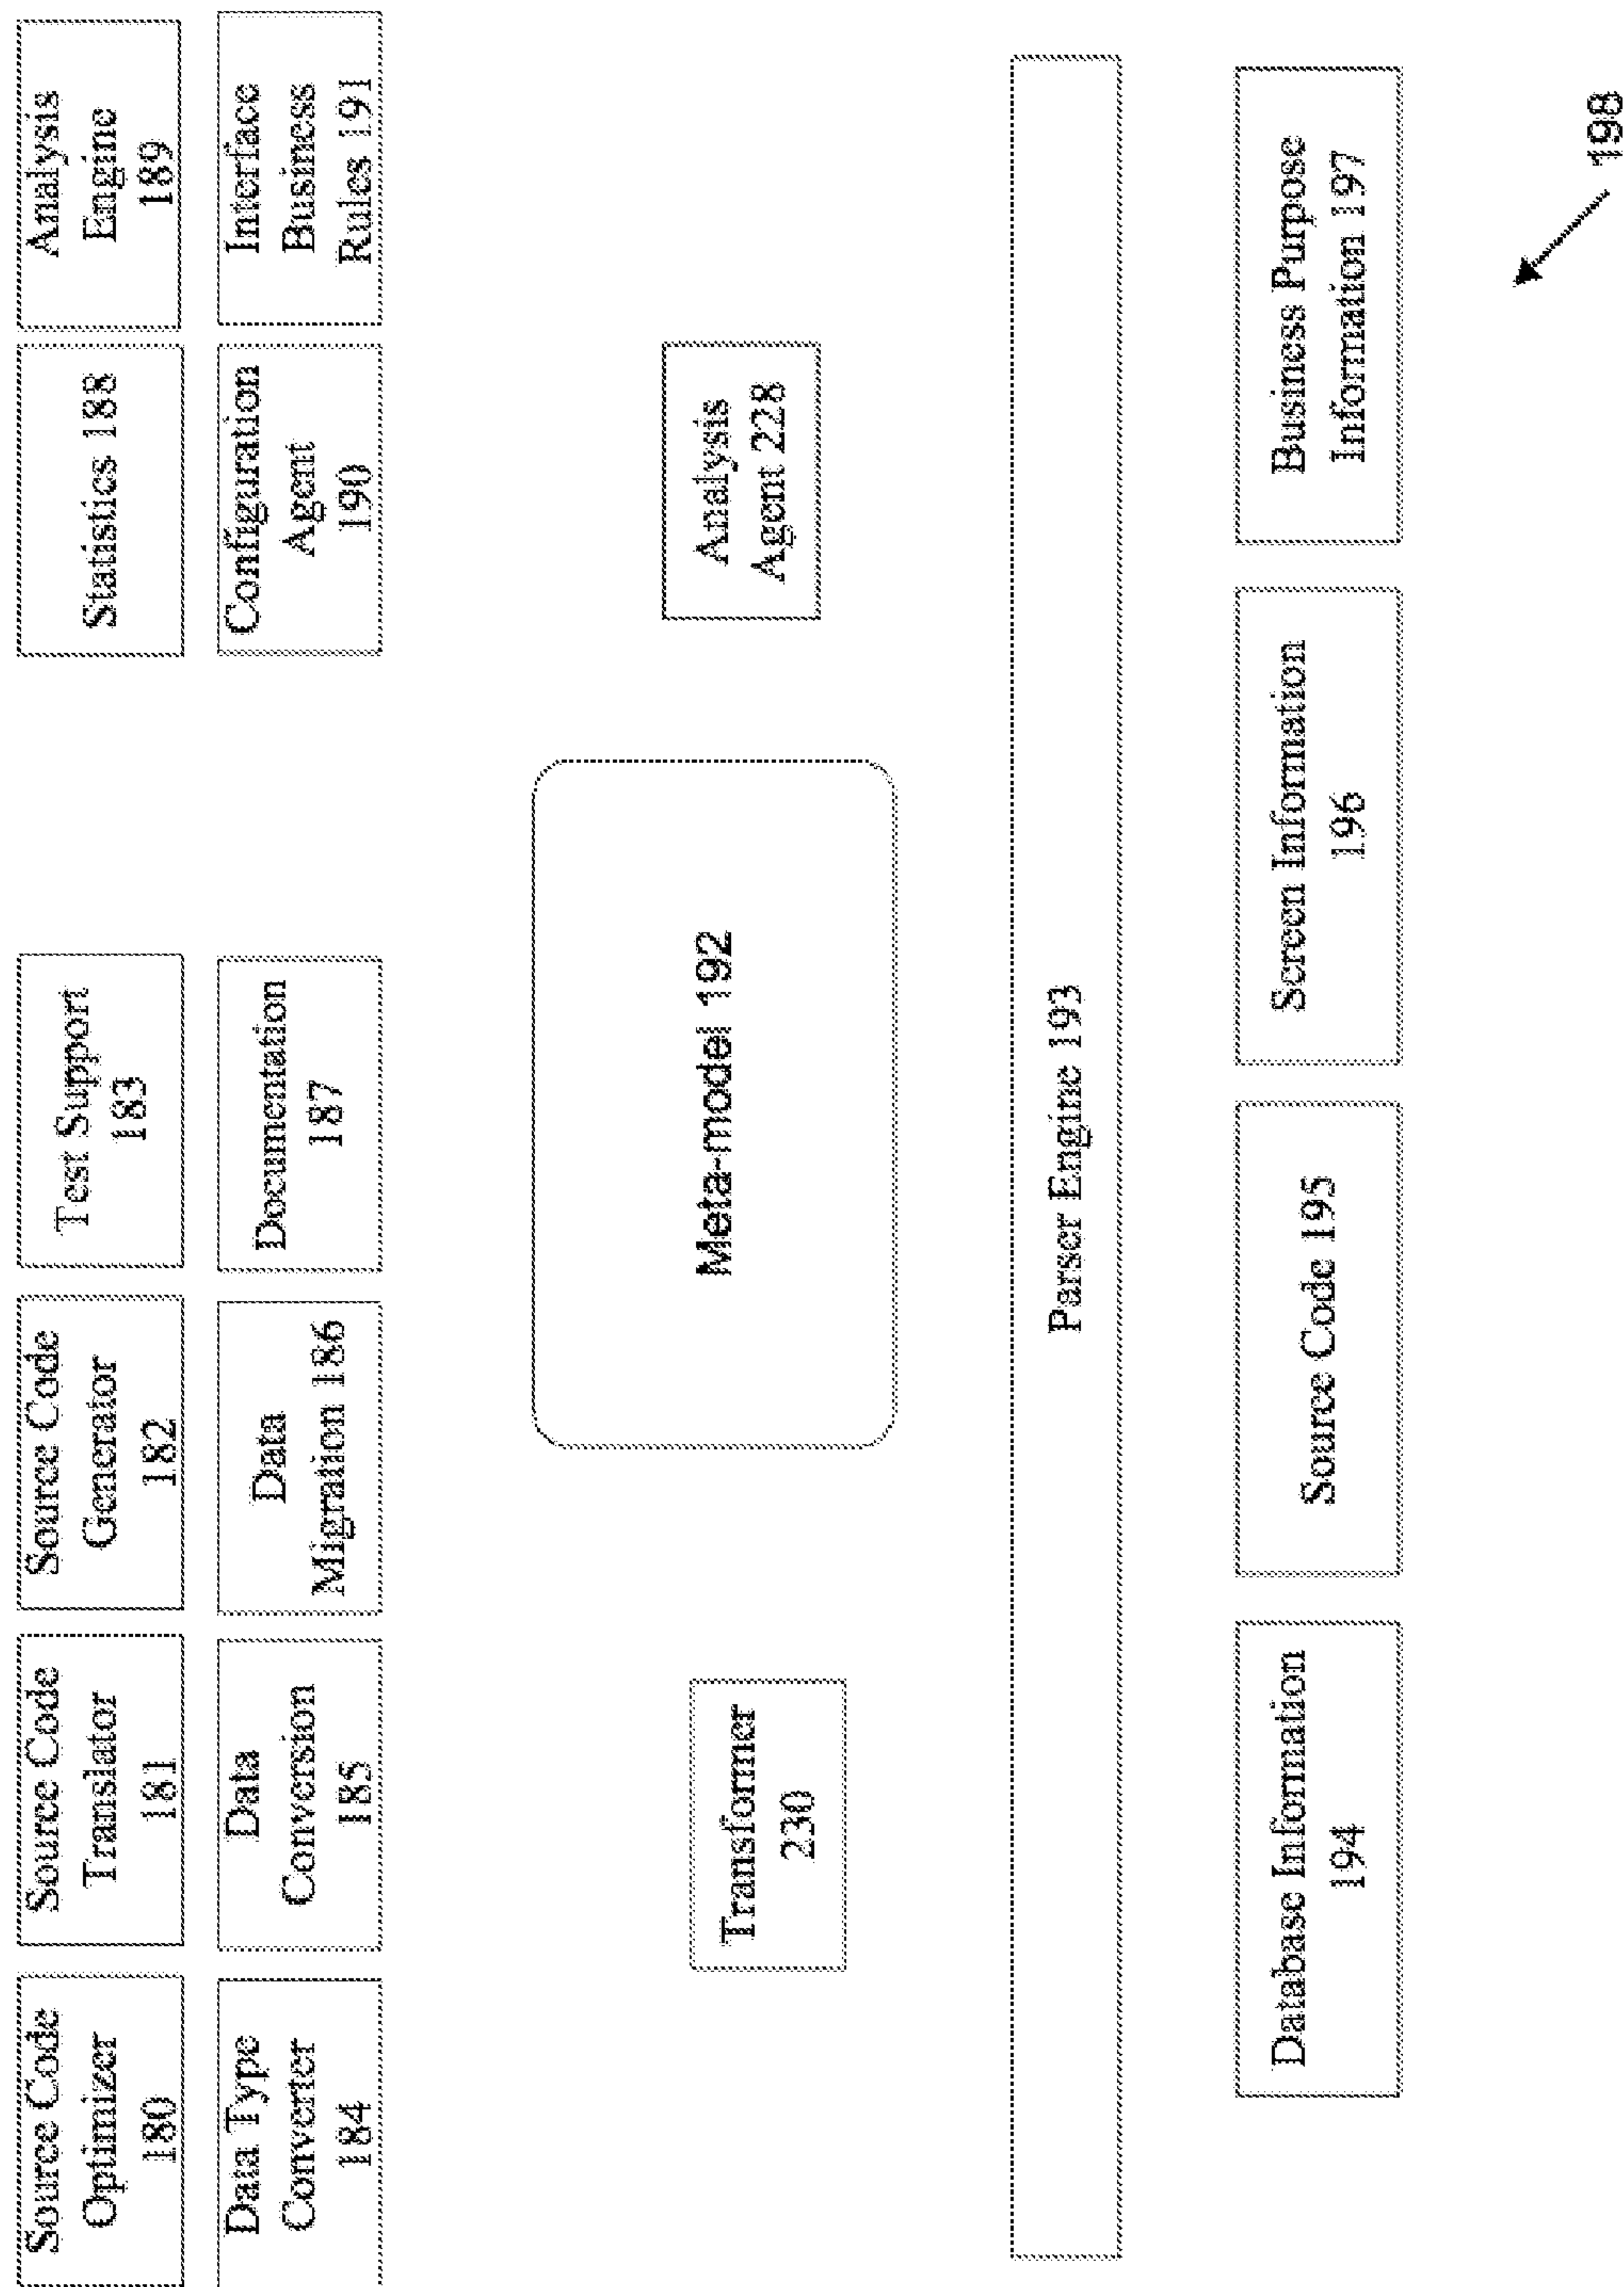 Source Code
Optimizer
180
Source Code
Translator
181
Source Code
Generator
182
Test Support
183
Statistics 188
Analysis
Engine
189
Data Type
Converter
184
Data
Conversion
185
Data
Migration 186
Documentation
187
Configuration
Agent
190
Interface
Business
Rules 191
Transformer
230
Meta-model 192
Analysis
Agent 228
Parser Engine 193
Database Information
194
Source Code 195
Screen Information
196
Business Purpose
Information 197
198